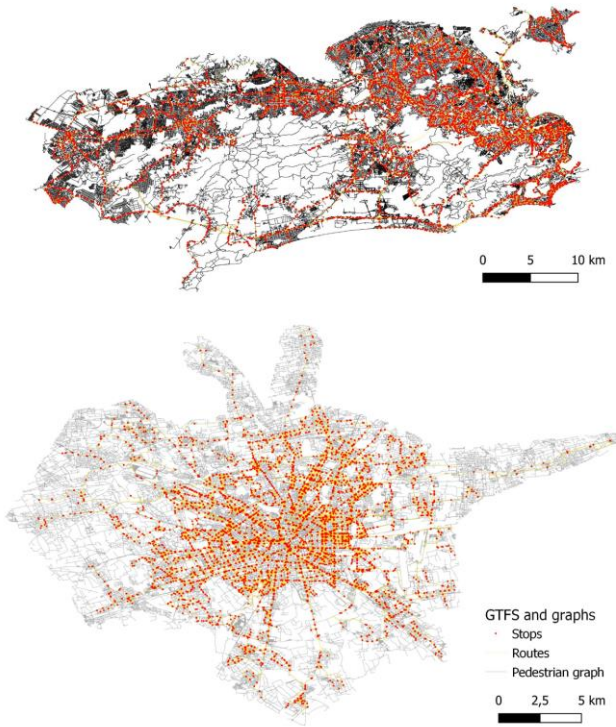 0 5 10 km
GTFS and graphs
Stops
Routes
Pedestrian graph
0 2,5 5 km